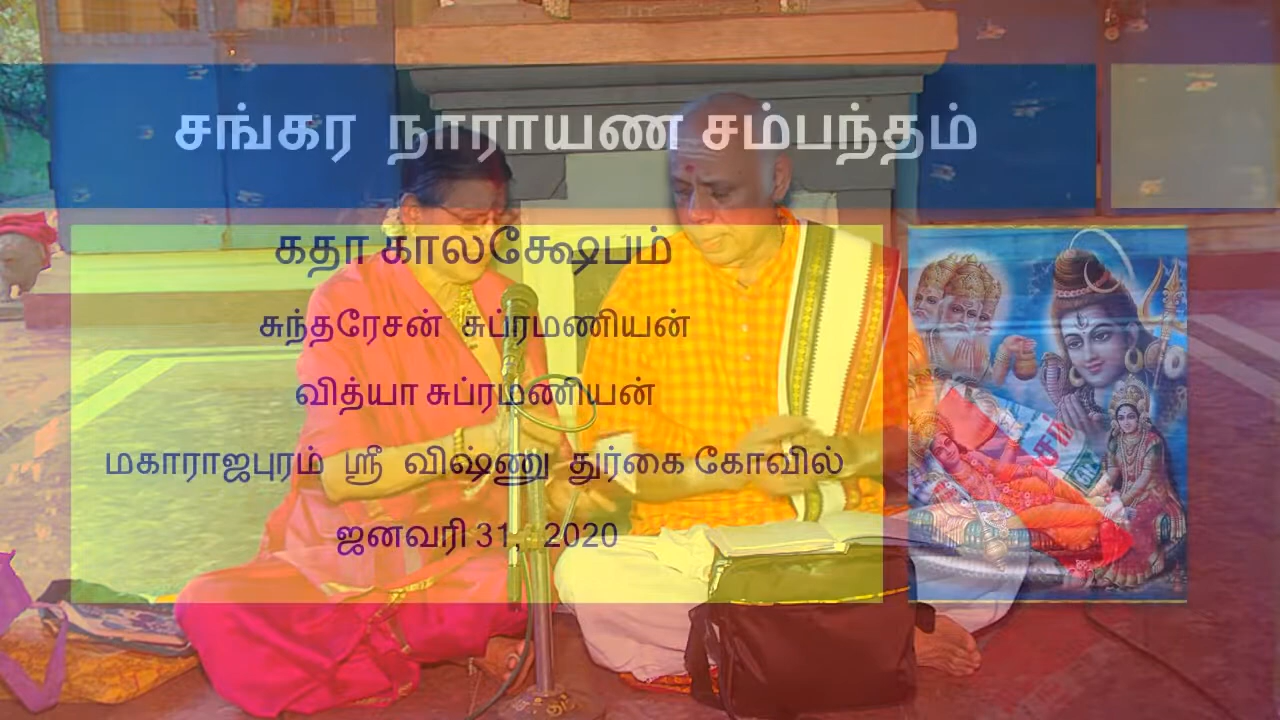 சங்கர நாராயண சம்பந்தம்
கதா காலக்ஷேபம்
சுந்தரேசன் சுப்ரமணியன்
வித்யா சுப்ரமணியன்
மகாராஜபுரம் ஸ்ரீ விஷ்ணு துர்கை கோவில்
ஜனவரி 31, 2020